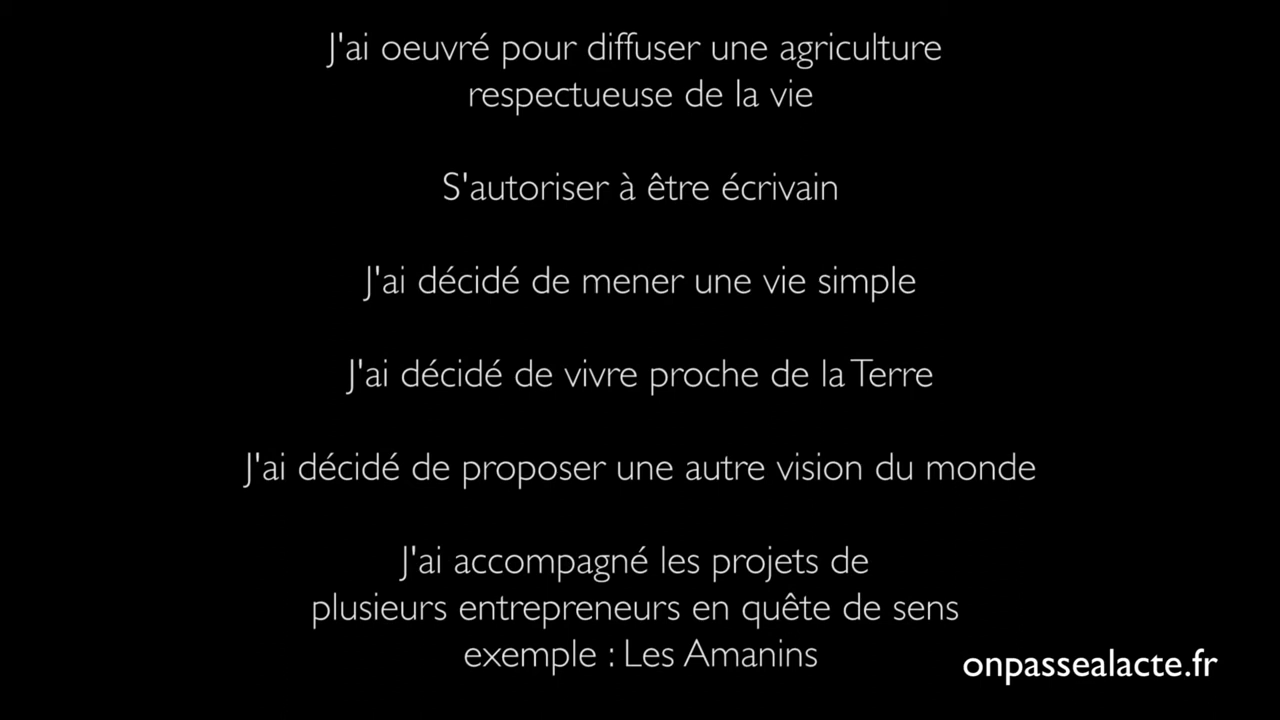 J'ai oeuvré pour diffuser une agriculture
respectueuse de la vie
S'autoriser à être écrivain
J'ai décidé de mener une vie simple
J'ai décidé de vivre proche de la Terre
J'ai décidé de proposer une autre vision du monde
J'ai accompagné les projets de
plusieurs entrepreneurs en quête de sens
exemple : Les Amanins
onpassealacte.fr